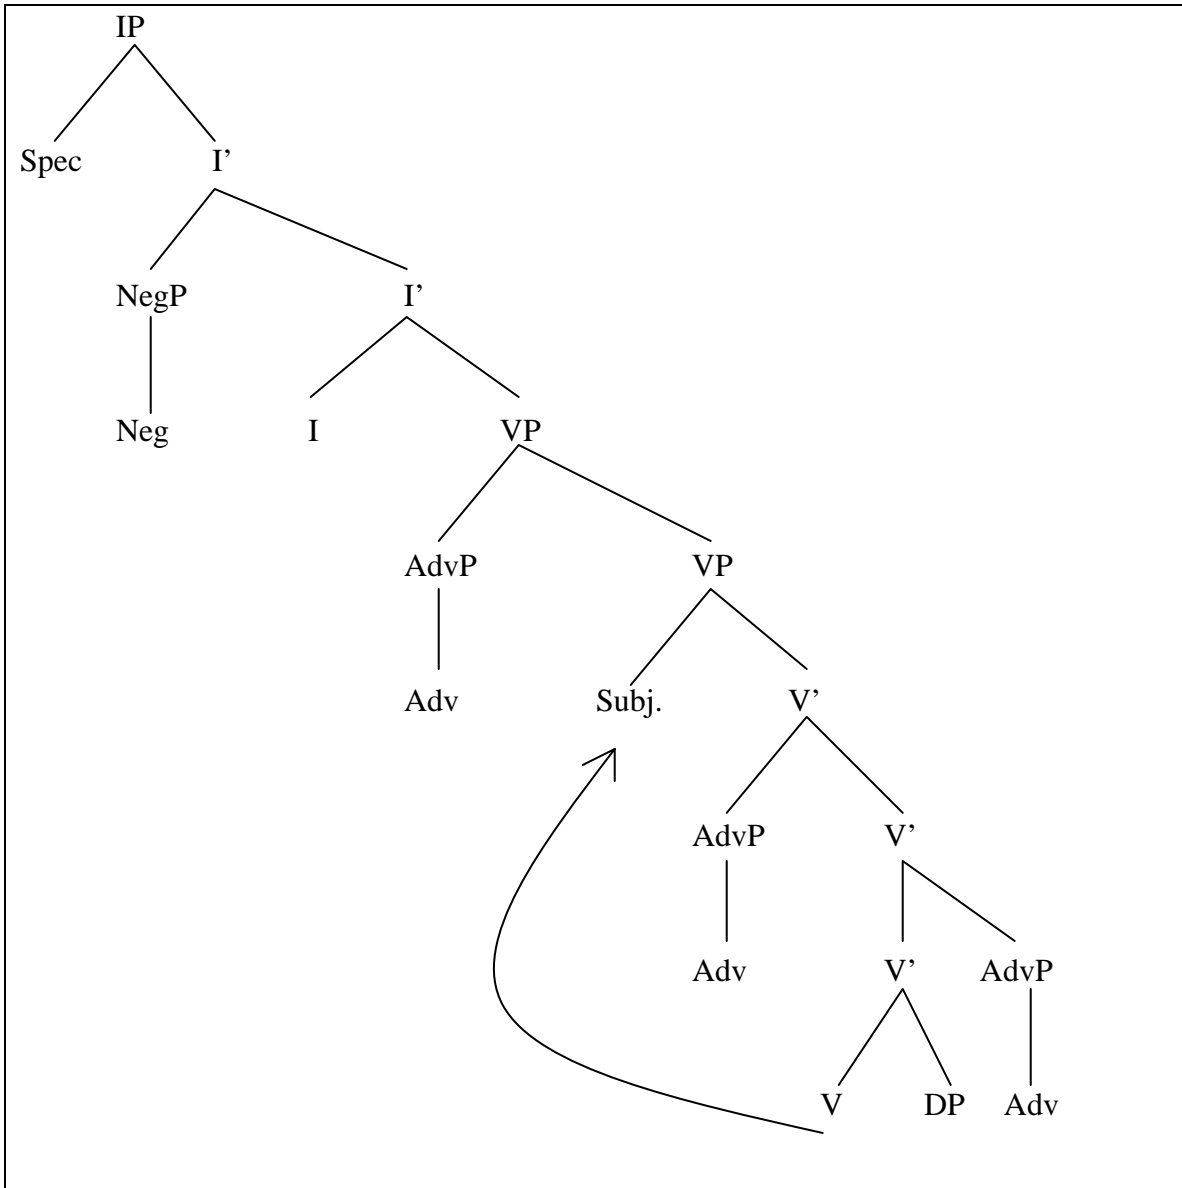 IP
Spec I’
NegP I’
Neg I VP
AdvP VP
Adv Subj. V’
AdvP V’
Adv V’ AdvP
V DP Adv